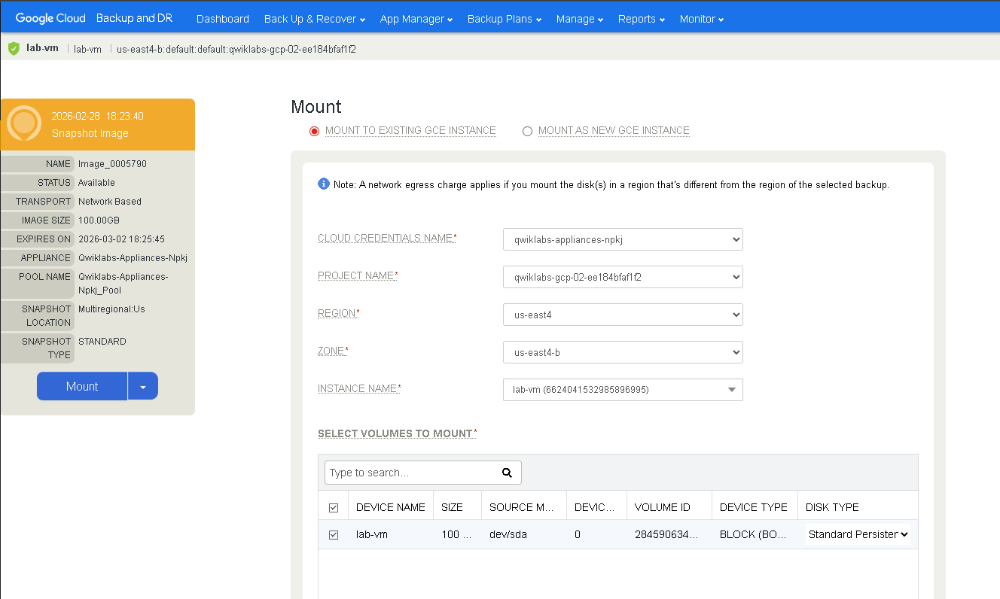 Google Cloud Backup and DR Dashboard Back Up & Recover App Manager Backup Plans Manage Reports Monitor
lab-vm lab-vm us-east4-b:default:default:qwiklabs-gcp-02-ee184bfaf1f2
2026-02-28 18:23:40
Snapshot Image
NAME Image_0005790
STATUS Available
TRANSPORT Network Based
IMAGE SIZE 100.00GB
EXPIRES ON 2026-03-02 18:25:45
APPLIANCE Qwiklabs-Appliances-Npkj
POOL NAME Qwiklabs-Appliances-
Npkj_Pool
SNAPSHOT Multiregional:Us
LOCATION
SNAPSHOT STANDARD
TYPE
Mount
Mount
MOUNT TO EXISTING GCE INSTANCE MOUNT AS NEW GCE INSTANCE
Note: A network egress charge applies if you mount the disk(s) in a region that's different from the region of the selected backup.
CLOUD CREDENTIALS NAME* qwiklabs-appliances-npkj
PROJECT NAME* qwiklabs-gcp-02-ee184bfaf1f2
REGION* us-east4
ZONE* us-east4-b
INSTANCE NAME* lab-vm (6624041532985896995)
SELECT VOLUMES TO MOUNT*
Type to search...
DEVICE NAME SIZE SOURCE M... DEVIC... VOLUME ID DEVICE TYPE DISK TYPE
lab-vm 100 ... dev/sda 0 284590634... BLOCK (BO... Standard Persister